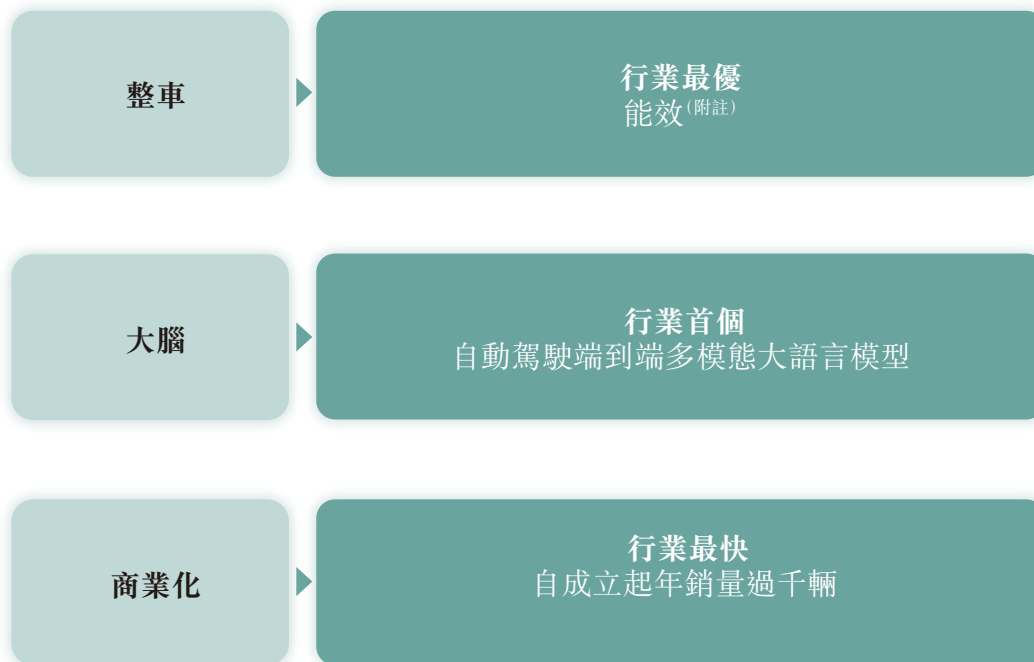 整車
行業最優
能效(附註)
大腦
行業首個
自動駕駛端到端多模態大語言模型
商業化
行業最快
自成立起年銷量過千輛